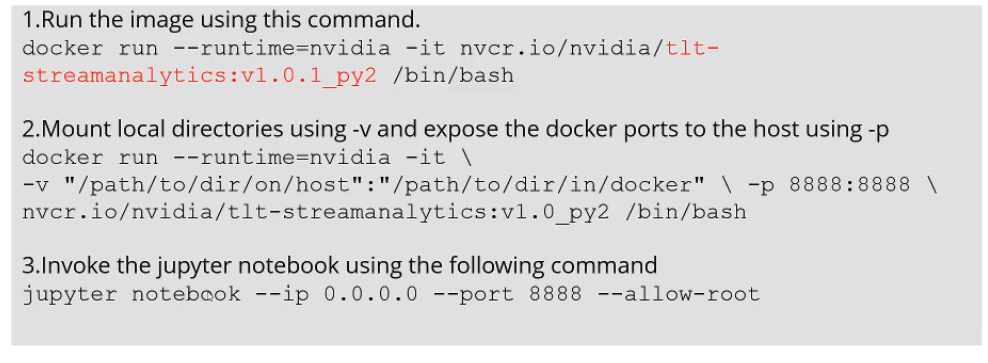 1.Run the image using this command.
docker run --runtime=nvidia -it nvcr.io/nvidia/tlt-
streamanalytics:v1.0.1_py2 /bin/bash
2.Mount local directories using -v and expose the docker ports to the host using -p
docker run --runtime=nvidia -it \
-v "/path/to/dir/on/host":"/path/to/dir/in/docker" \ -p 8888:8888 \
nvcr.io/nvidia/tlt-streamanalytics:v1.0_py2 /bin/bash
3.Invoke the jupyter notebook using the following command
jupyter notebook --ip 0.0.0.0 --port 8888 --allow-root